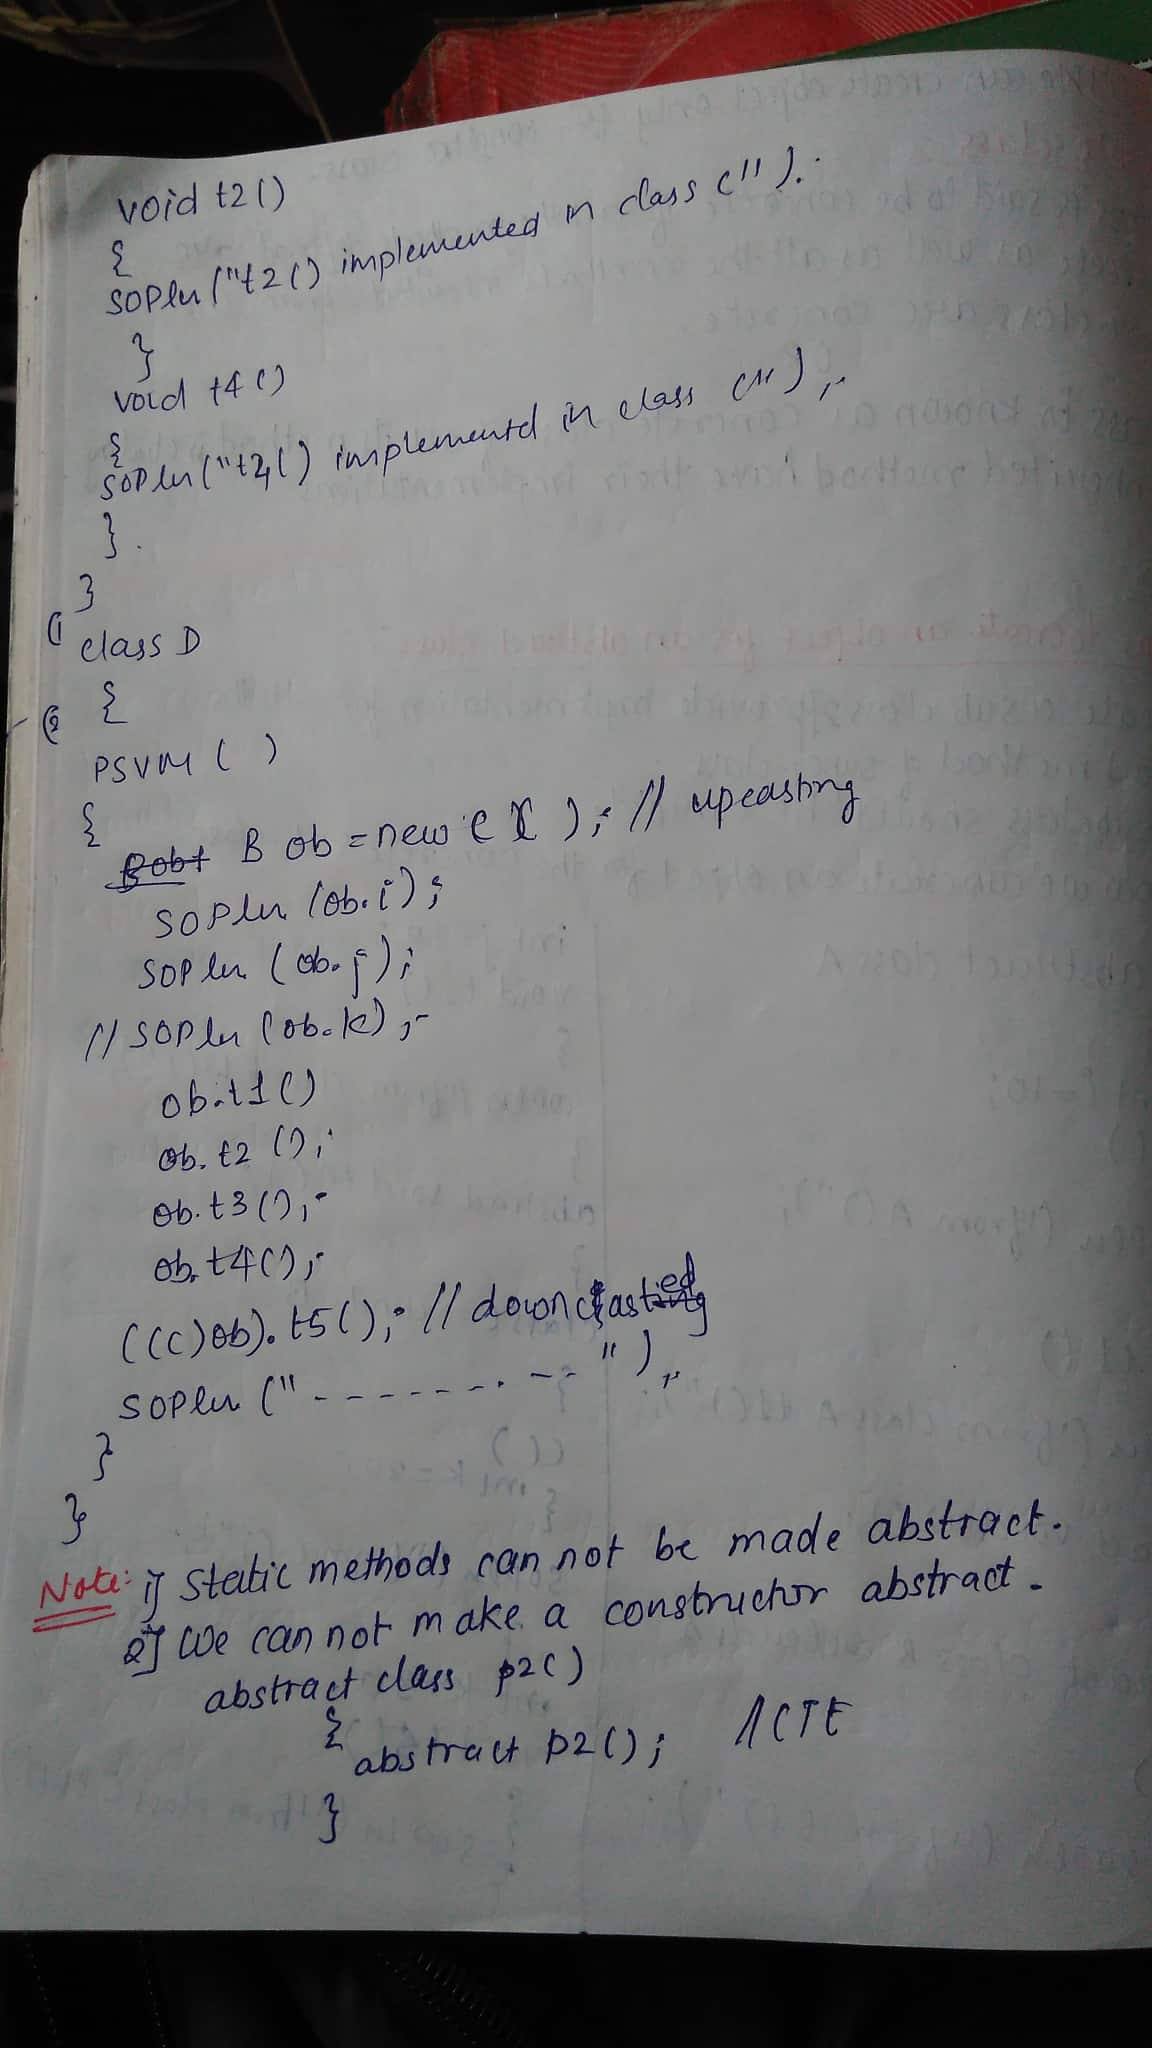 void t2()
{
SOPln("t2() implemented in class C");
}
void t4()
{
SOPln("t4() implementd in class C");
}.
}
(1
class D
(2 {
PSVM ( )
{
B ob = new C ( ); // upcasting
SOPln (ob.i);
SOPln (ob.j);
// SOPln (ob.k);
ob.t1()
ob.t2 ();
ob.t3();
ob.t4();
((C)ob).t5(); // downcasted
SOPln ("- - - - - - - . - -");
}
}
Note: 1] Static methods can not be made abstract.
2] We can not make a constructor abstract.
abstract class p2()
{
abstract p2(); //CTE
}